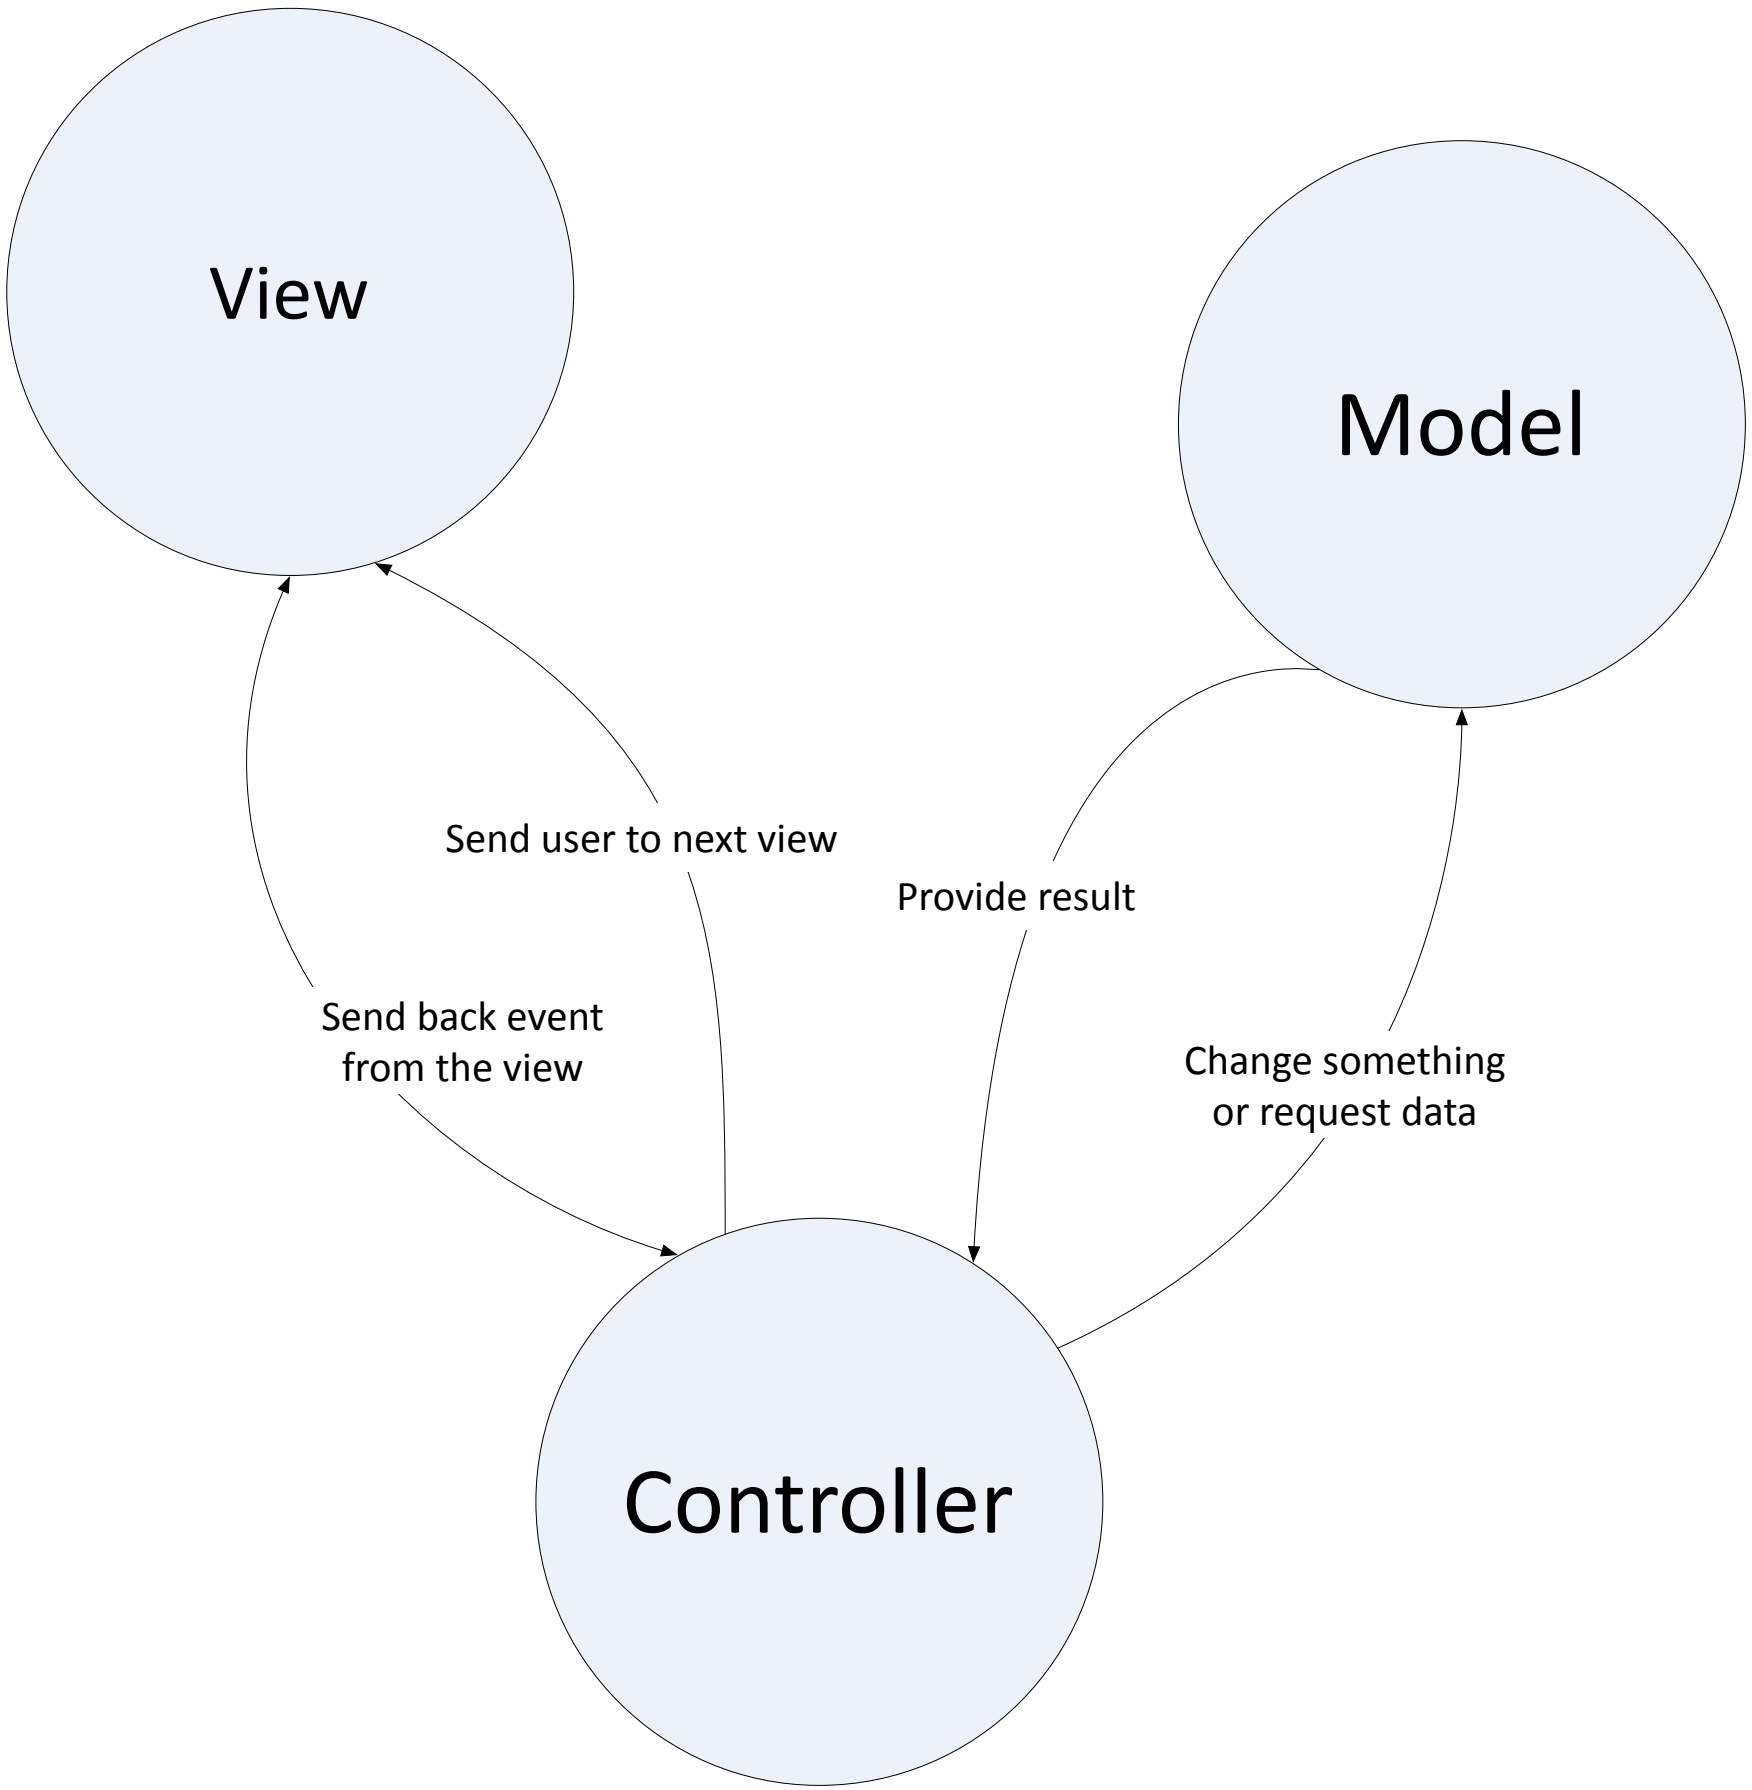 View
Model
Send user to next view
Provide result
Send back event
from the view
Change something
or request data
Controller